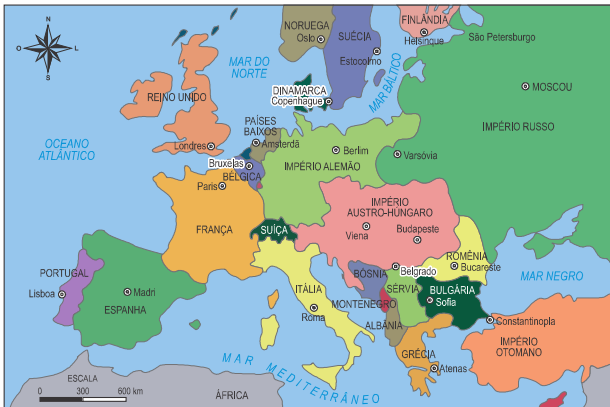 N
O
L
S
NORUEGA
Oslo
SUÉCIA
Estocolmo
FINLÂNDIA
Helsinque
São Petersburgo
MAR DO
NORTE
MAR BÁLTICO
MOSCOU
IMPÉRIO RUSSO
DINAMARCA
Copenhague
REINO UNIDO
Londres
PAÍSES
BAIXOS
Amsterdã
OCEANO
ATLÂNTICO
Berlim
IMPÉRIO ALEMÃO
Varsóvia
Bruxelas
BÉLGICA
Paris
FRANÇA
SUÍÇA
IMPÉRIO
AUSTRO-HÚNGARO
Viena
Budapeste
ROMÊNIA
Bucareste
BÓSNIA
Belgrado
SÉRVIA
BULGÁRIA
Sofia
MAR NEGRO
PORTUGAL
Lisboa
Madri
ESPANHA
ITÁLIA
Roma
MONTENEGRO
ALBÂNIA
Constantinopla
IMPÉRIO
OTOMANO
GRÉCIA
Atenas
MAR MEDITERRÂNEO
ÁFRICA
ESCALA
0 300 600 km